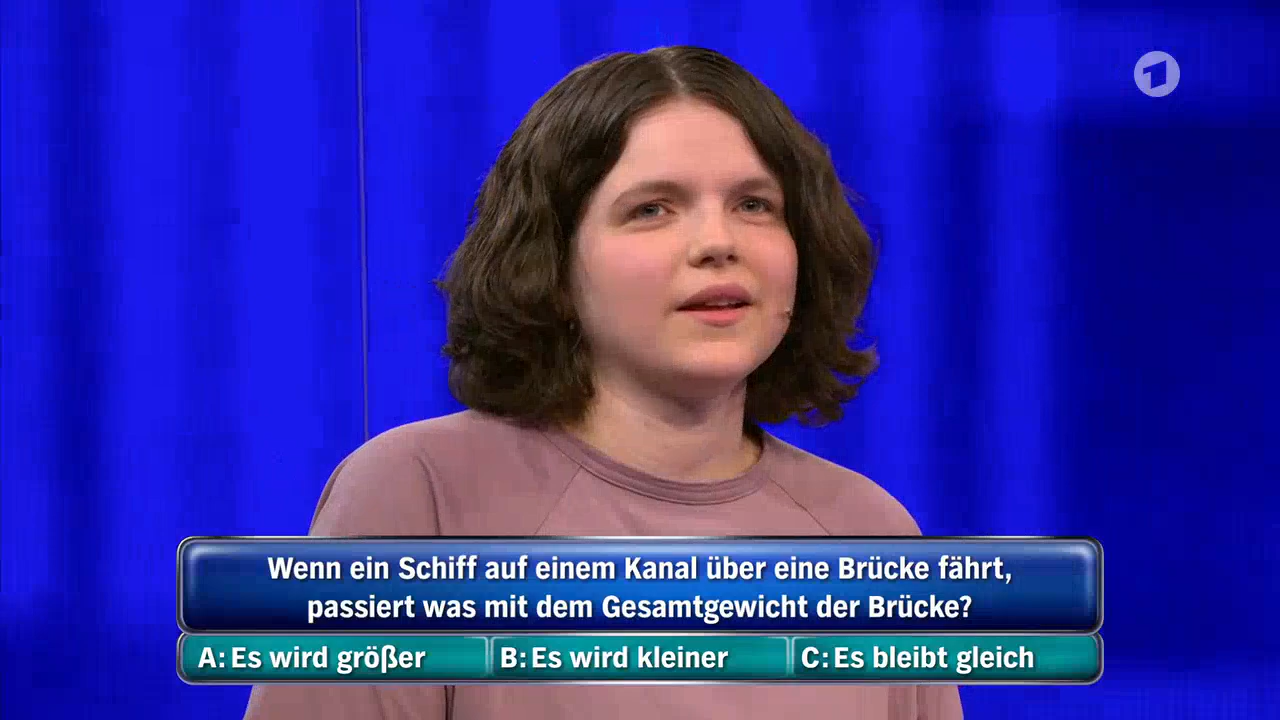 1
Wenn ein Schiff auf einem Kanal über eine Brücke fährt,
passiert was mit dem Gesamtgewicht der Brücke?
A: Es wird größer B: Es wird kleiner C: Es bleibt gleich